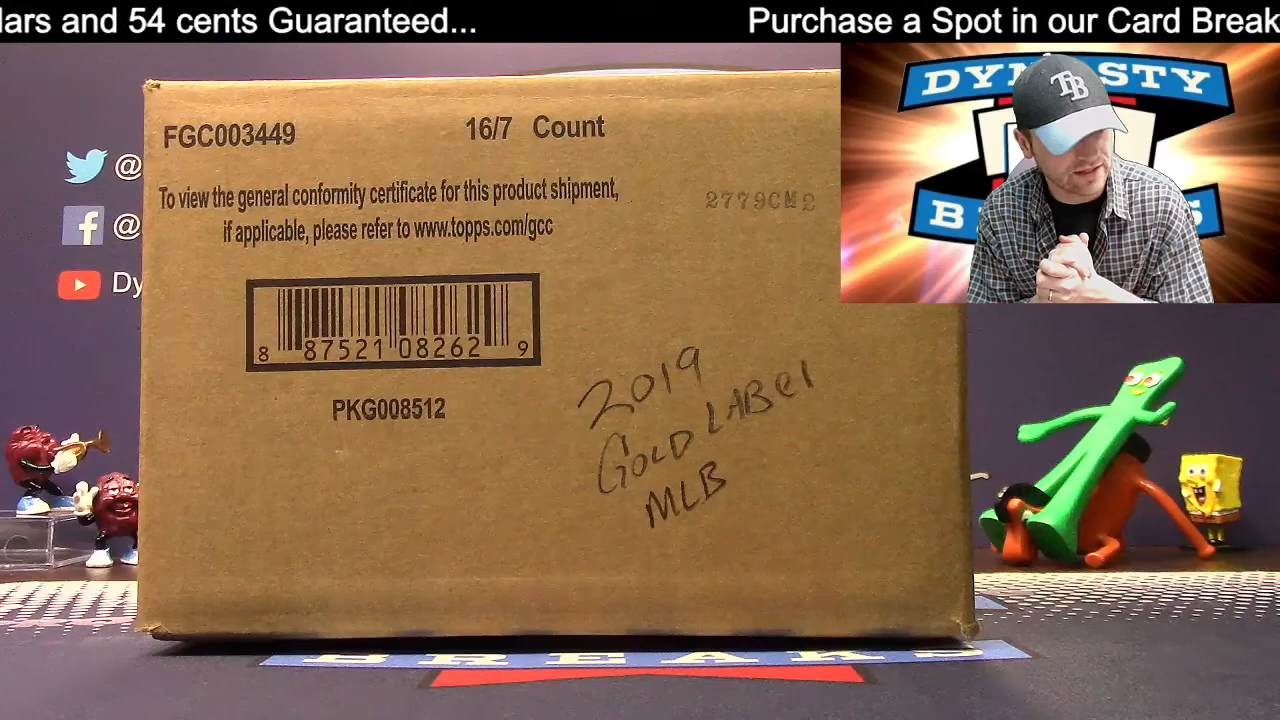 lars and 54 cents Guaranteed... Purchase a Spot in our Card Break
DYNASTY
TB
FGC003449 16/7 Count
To view the general conformity certificate for this product shipment,
if applicable, please refer to www.topps.com/gcc
2779CM2
@
@
Dy
8 87521 08262 9
PKG008512
2019
GOLD LABEl
MLB
BREAKS